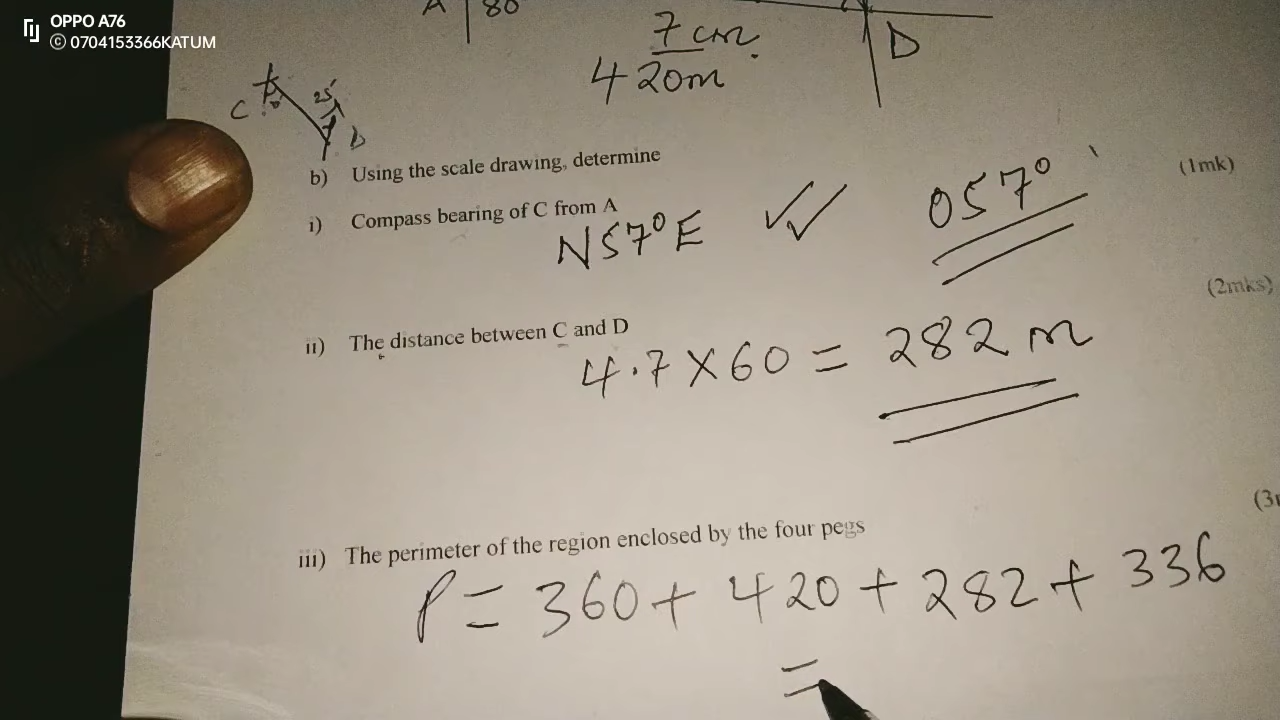 OPPO A76
© 0704153366KATUM
A 80
7 cm.
420m
D
C 25
D
b) Using the scale drawing, determine
i) Compass bearing of C from A (1mk)
N57°E 057°
ii) The distance between C and D (2mks)
4.7 X 60 = 282 m
iii) The perimeter of the region enclosed by the four pegs
P = 360 + 420 + 282 + 336
=